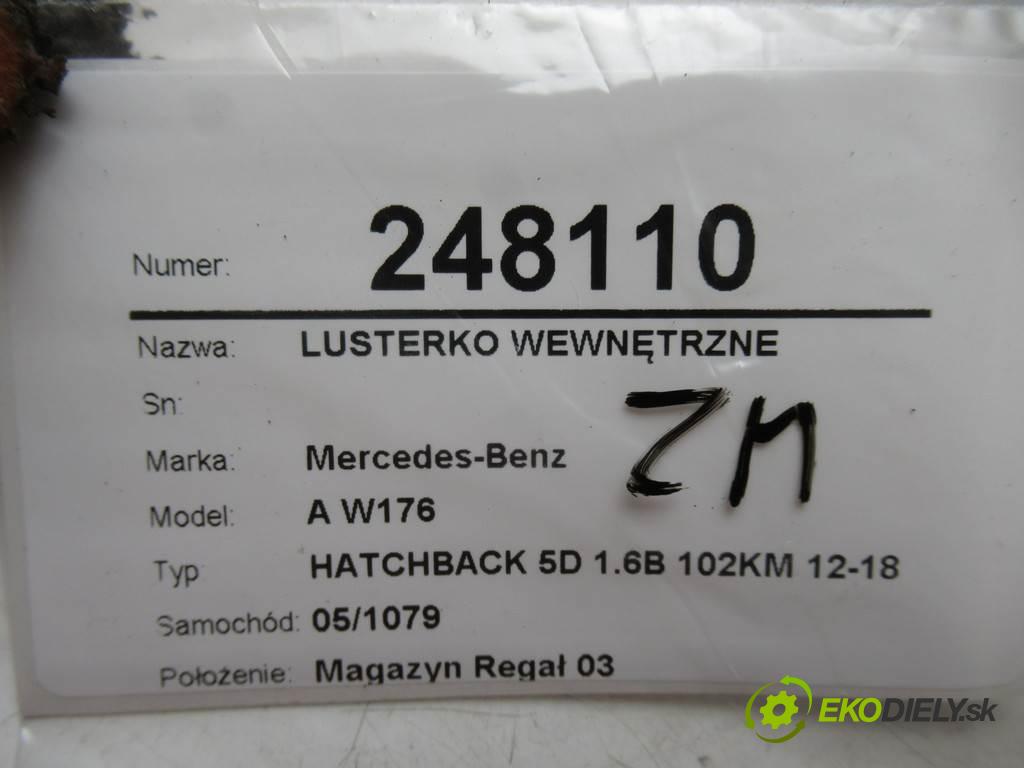 Numer: 248110
Nazwa: LUSTERKO WEWNĘTRZNE
Sn:
ZM
Marka: Mercedes-Benz
Model: A W176
Typ HATCHBACK 5D 1.6B 102KM 12-18
Samochód: 05/1079
Położenie: Magazyn Regał 03
EKODIELY.sk